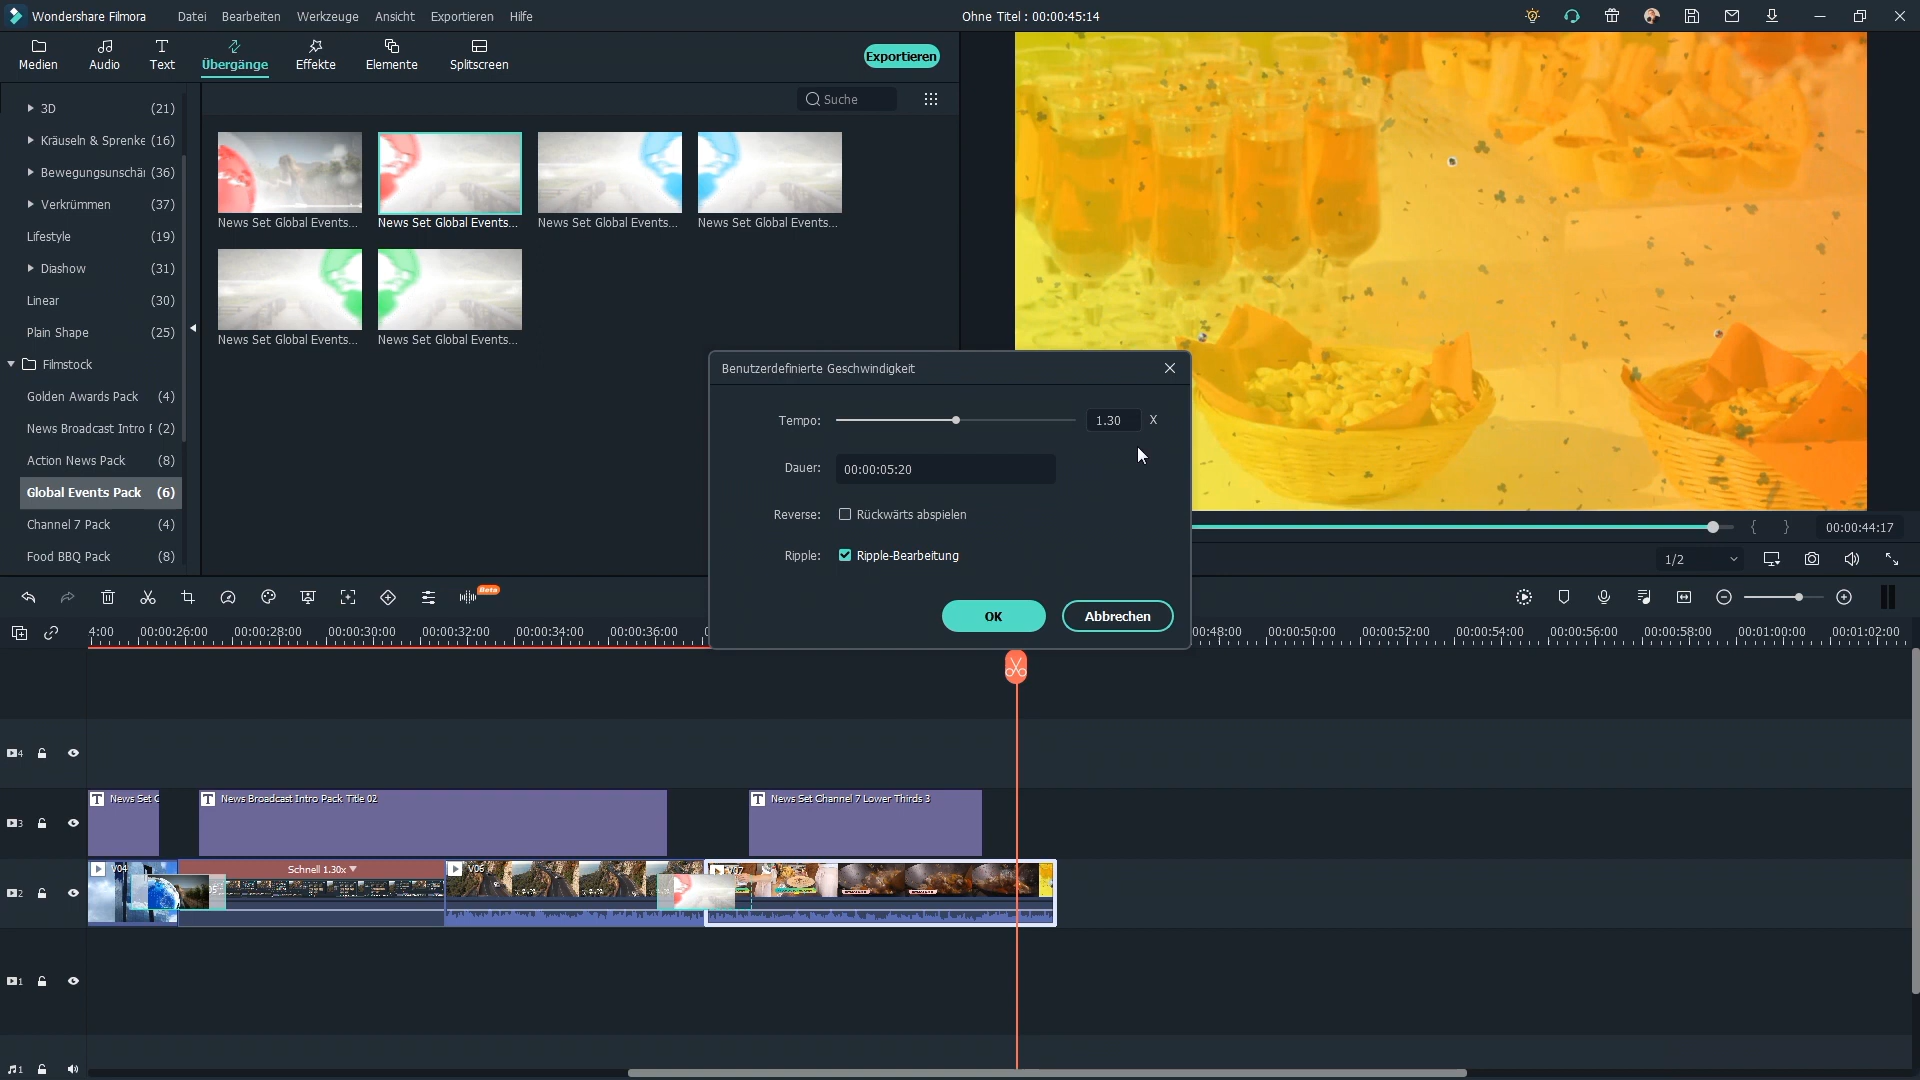 Wondershare Filmora
Datei Bearbeiten Werkzeuge Ansicht Exportieren Hilfe
Ohne Titel : 00:00:45:14
Medien Audio Text Übergänge Effekte Elemente Splitscreen
Exportieren
Suche
3D (21)
Kräuseln & Sprenke (16)
Bewegungsunschär (36)
Verkrümmen (37)
Lifestyle (19)
Diashow (31)
Linear (30)
Plain Shape (25)
Filmstock
Golden Awards Pack (4)
News Broadcast Intro F (2)
Action News Pack (8)
Global Events Pack (6)
Channel 7 Pack (4)
Food BBQ Pack (8)
News Set Global Events... News Set Global Events... News Set Global Events... News Set Global Events...
News Set Global Events... News Set Global Events...
Benutzerdefinierte Geschwindigkeit
Tempo: 1.30 X
Dauer: 00:00:05:20
Reverse: Rückwärts abspielen
Ripple: Ripple-Bearbeitung
OK Abbrechen
{ } 00:00:44:17
1/2
Beta
4:00 00:00:26:00 00:00:28:00 00:00:30:00 00:00:32:00 00:00:34:00 00:00:36:00 00:48:00 00:00:50:00 00:00:52:00 00:00:54:00 00:00:56:00 00:00:58:00 00:01:00:00 00:01:02:00
4
3
T News Set C
T News Broadcast Intro Pack Title 02
T News Set Channel 7 Lower Thirds 3
2
V04
Schnell 1.30x
V06
V07
1
1